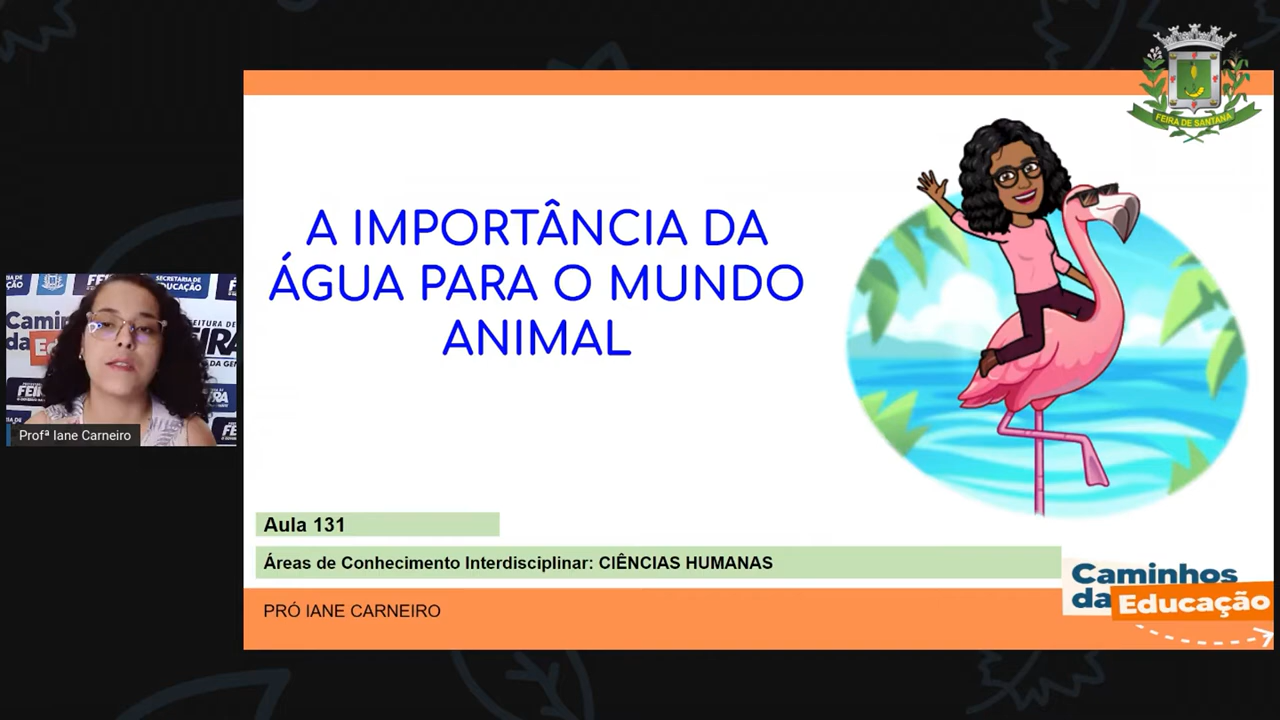 FEIRA DE SANTANA
A IMPORTÂNCIA DA
ÁGUA PARA O MUNDO
ANIMAL
SECRETARIA DE
EDUCAÇÃO
Profª Iane Carneiro
Aula 131
Áreas de Conhecimento Interdisciplinar: CIÊNCIAS HUMANAS
PRÓ IANE CARNEIRO
Caminhos
da Educação